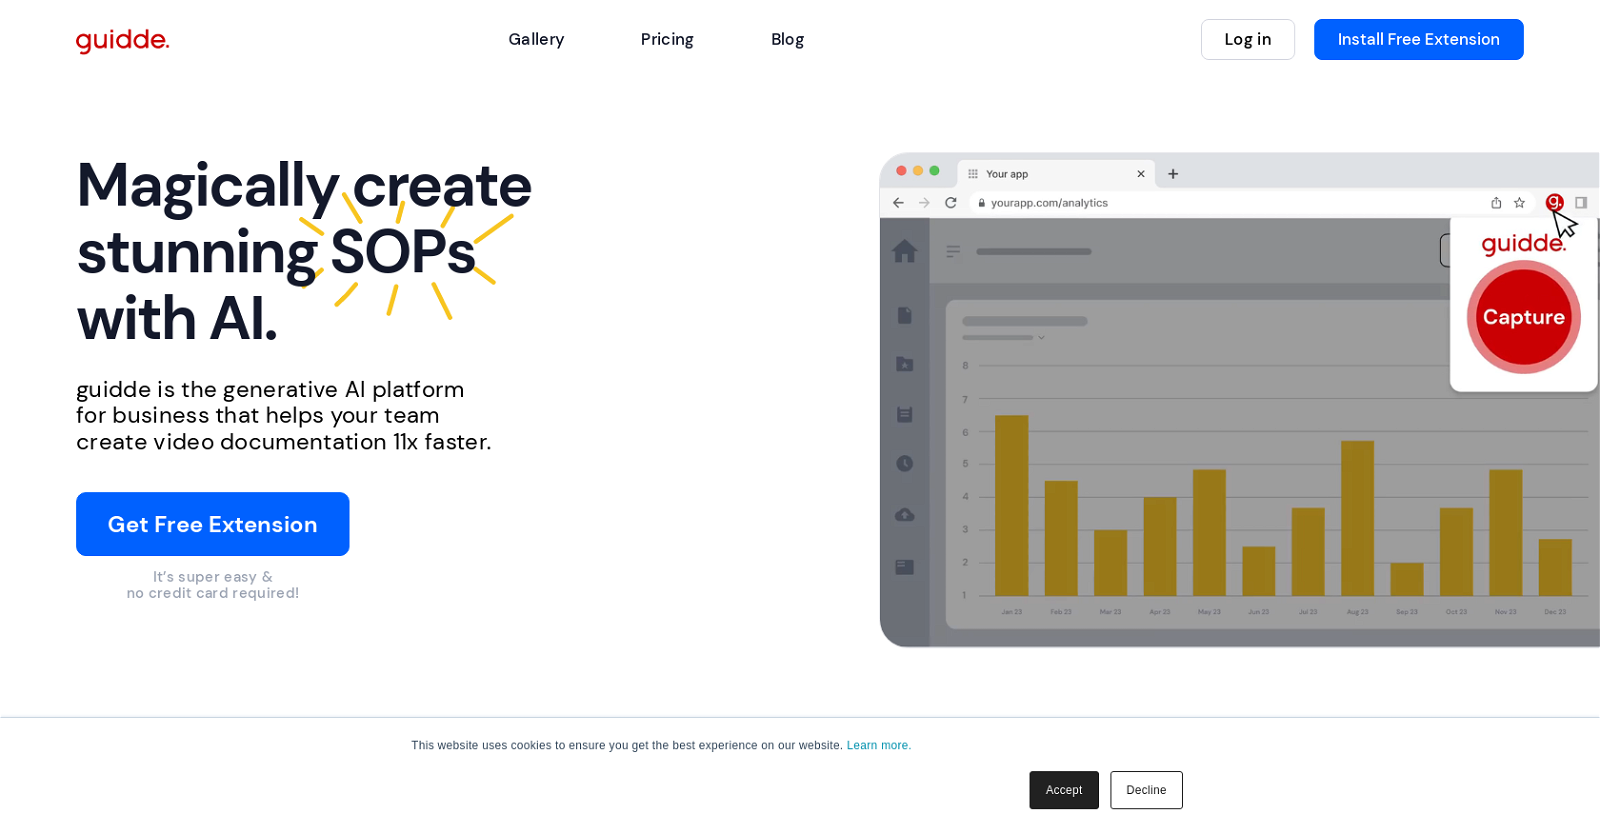 guidde.
Gallery
Pricing
Blog
Log in
Install Free Extension
Magically create
stunning SOPs
with AI.
guidde is the generative AI platform
for business that helps your team
create video documentation 11x faster.
Get Free Extension
It's super easy &
no credit card required!
Your app
yourapp.com/analytics
g.
guidde.
Capture
8
7
6
5
4
3
2
1
Jan 23 Feb 23 Mar 23 Apr 23 May 23 Jun 23 Jul 23 Aug 23 Sep 23 Oct 23 Nov 23 Dec 23
This website uses cookies to ensure you get the best experience on our website. Learn more.
Accept
Decline